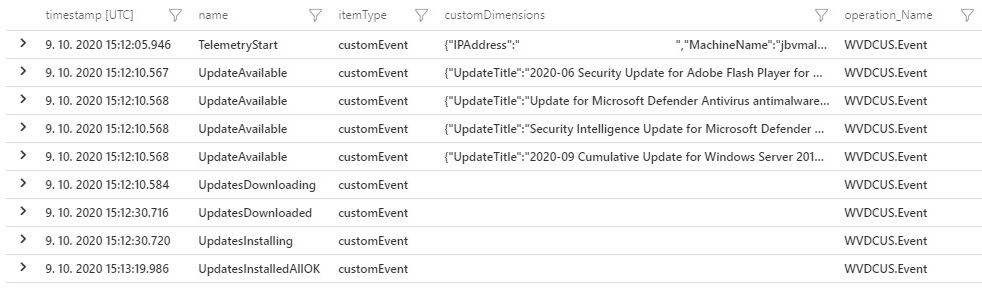 timestamp [UTC] name itemType customDimensions operation_Name
9. 10. 2020 15:12:05.946 TelemetryStart customEvent {"IPAddress":" ","MachineName":"jbvmal... WVDCUS.Event
9. 10. 2020 15:12:10.567 UpdateAvailable customEvent {"UpdateTitle":"2020-06 Security Update for Adobe Flash Player for ... WVDCUS.Event
9. 10. 2020 15:12:10.568 UpdateAvailable customEvent {"UpdateTitle":"Update for Microsoft Defender Antivirus antimalware... WVDCUS.Event
9. 10. 2020 15:12:10.568 UpdateAvailable customEvent {"UpdateTitle":"Security Intelligence Update for Microsoft Defender ... WVDCUS.Event
9. 10. 2020 15:12:10.568 UpdateAvailable customEvent {"UpdateTitle":"2020-09 Cumulative Update for Windows Server 201... WVDCUS.Event
9. 10. 2020 15:12:10.584 UpdatesDownloading customEvent WVDCUS.Event
9. 10. 2020 15:12:30.716 UpdatesDownloaded customEvent WVDCUS.Event
9. 10. 2020 15:12:30.720 UpdatesInstalling customEvent WVDCUS.Event
9. 10. 2020 15:13:19.986 UpdatesInstalledAllOK customEvent WVDCUS.Event